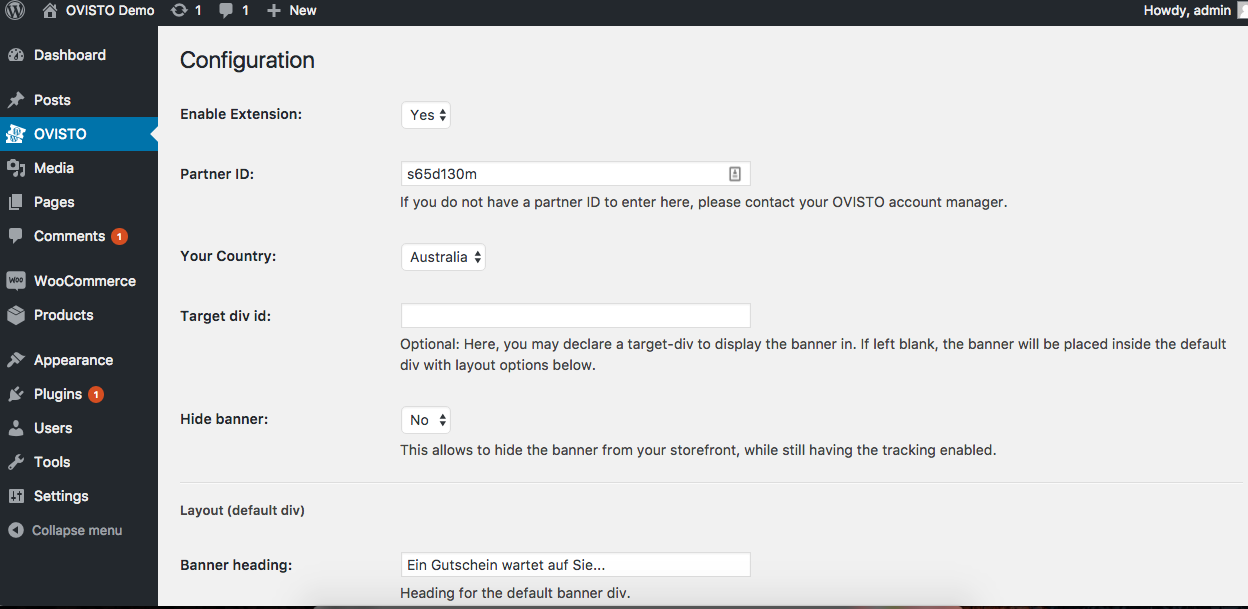 OVISTO Demo 1 1 New Howdy, admin
Dashboard
Posts
OVISTO
Media
Pages
Comments 1
WooCommerce
Products
Appearance
Plugins 1
Users
Tools
Settings
Collapse menu
Configuration
Enable Extension: Yes
Partner ID: s65d130m
If you do not have a partner ID to enter here, please contact your OVISTO account manager.
Your Country: Australia
Target div id:
Optional: Here, you may declare a target-div to display the banner in. If left blank, the banner will be placed inside the default
div with layout options below.
Hide banner: No
This allows to hide the banner from your storefront, while still having the tracking enabled.
Layout (default div)
Banner heading: Ein Gutschein wartet auf Sie...
Heading for the default banner div.